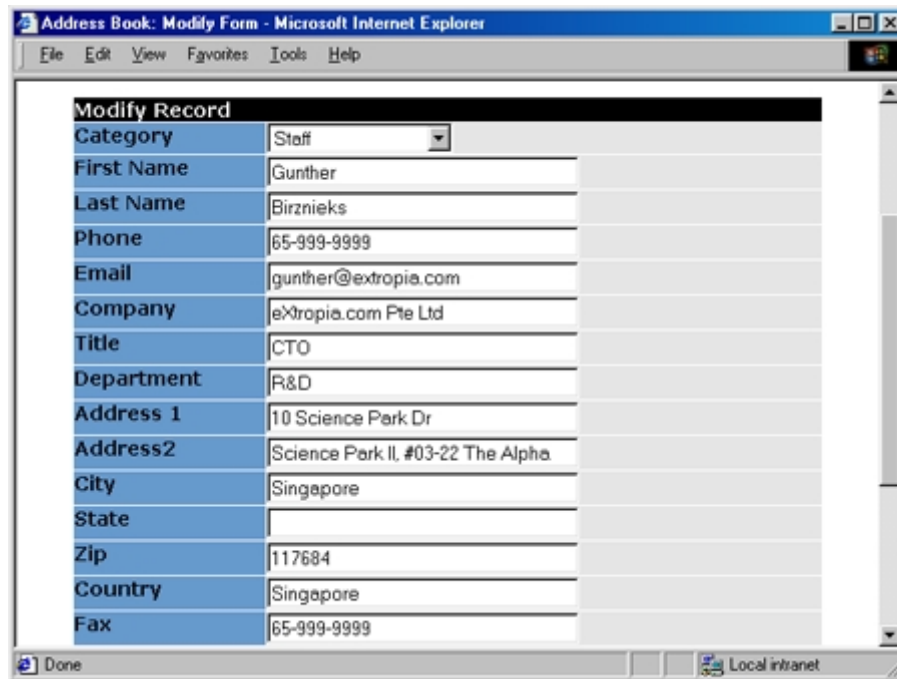 Address Book: Modify Form - Microsoft Internet Explorer
File Edit View Favorites Tools Help
Modify Record
Category Staff
First Name Gunther
Last Name Birznieks
Phone 65-999-9999
Email gunther@extropia.com
Company eXtropia.com Pte Ltd
Title CTO
Department R&D
Address 1 10 Science Park Dr
Address2 Science Park II, #03-22 The Alpha
City Singapore
State
Zip 117684
Country Singapore
Fax 65-999-9999
Done Local intranet